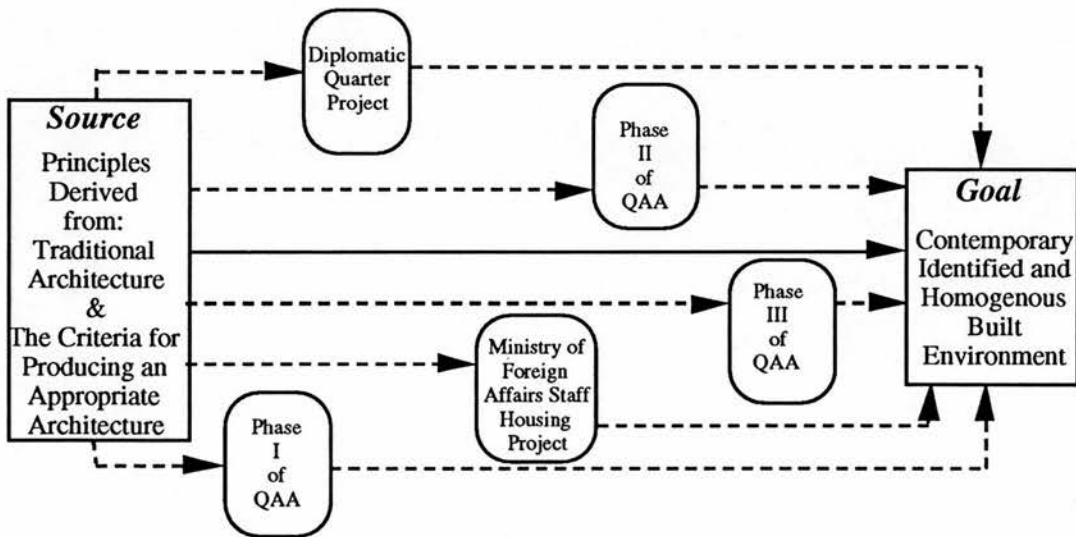 Source
Principles
Derived
from:
Traditional
Architecture
&
The Criteria for
Producing an
Appropriate
Architecture
Diplomatic
Quarter
Project
Phase
II
of
QAA
Phase
III
of
QAA
Ministry of
Foreign
Affairs Staff
Housing
Project
Phase
I
of
QAA
Goal
Contemporary
Identified and
Homogenous
Built
Environment